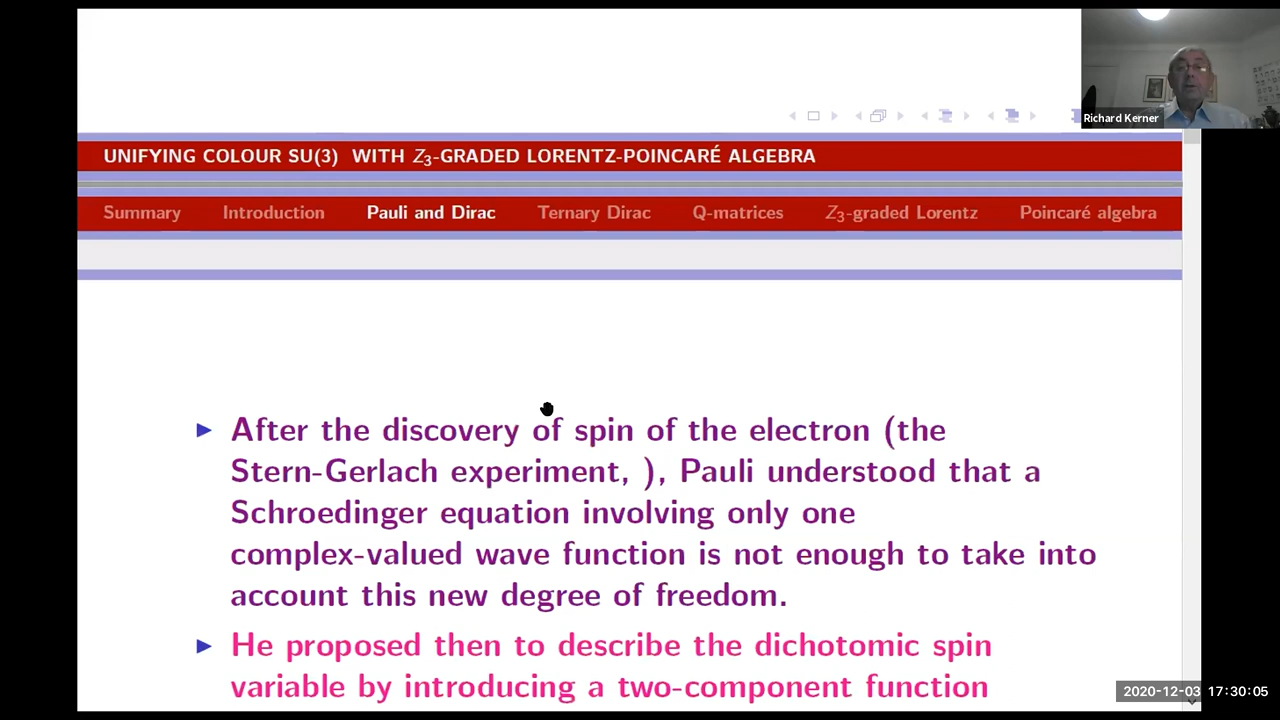 Richard Kerner
UNIFYING COLOUR SU(3) WITH Z3-GRADED LORENTZ-POINCARÉ ALGEBRA
Summary Introduction Pauli and Dirac Ternary Dirac Q-matrices Z3-graded Lorentz Poincaré algebra
► After the discovery of spin of the electron (the
Stern-Gerlach experiment, ), Pauli understood that a
Schroedinger equation involving only one
complex-valued wave function is not enough to take into
account this new degree of freedom.
► He proposed then to describe the dichotomic spin
variable by introducing a two-component function
2020-12-03 17:30:05